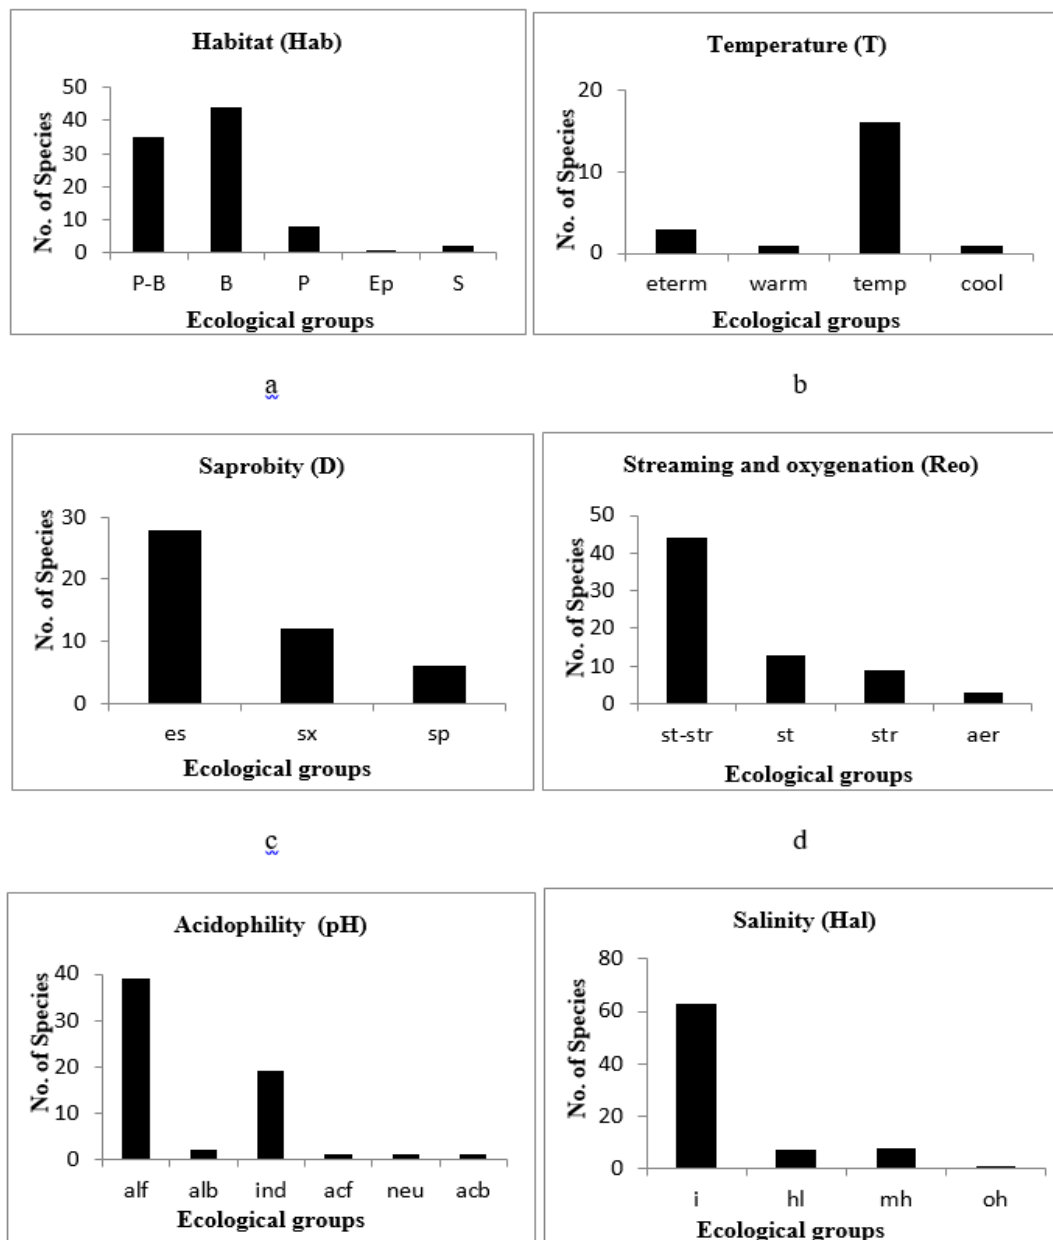 Habitat (Hab)
50
40
30
20
10
0
No. of Species
P-B B P Ep S
Ecological groups
Temperature (T)
20
10
0
No. of Species
eterm warm temp cool
Ecological groups
a
b
Saprobity (D)
30
20
10
0
No. of Species
es sx sp
Ecological groups
Streaming and oxygenation (Reo)
50
40
30
20
10
0
No. of Species
st-str st str aer
Ecological groups
c
d
Acidophility (pH)
40
30
20
10
0
No. of Species
alf alb ind acf neu acb
Ecological groups
Salinity (Hal)
80
60
40
20
0
No. of Species
i hl mh oh
Ecological groups